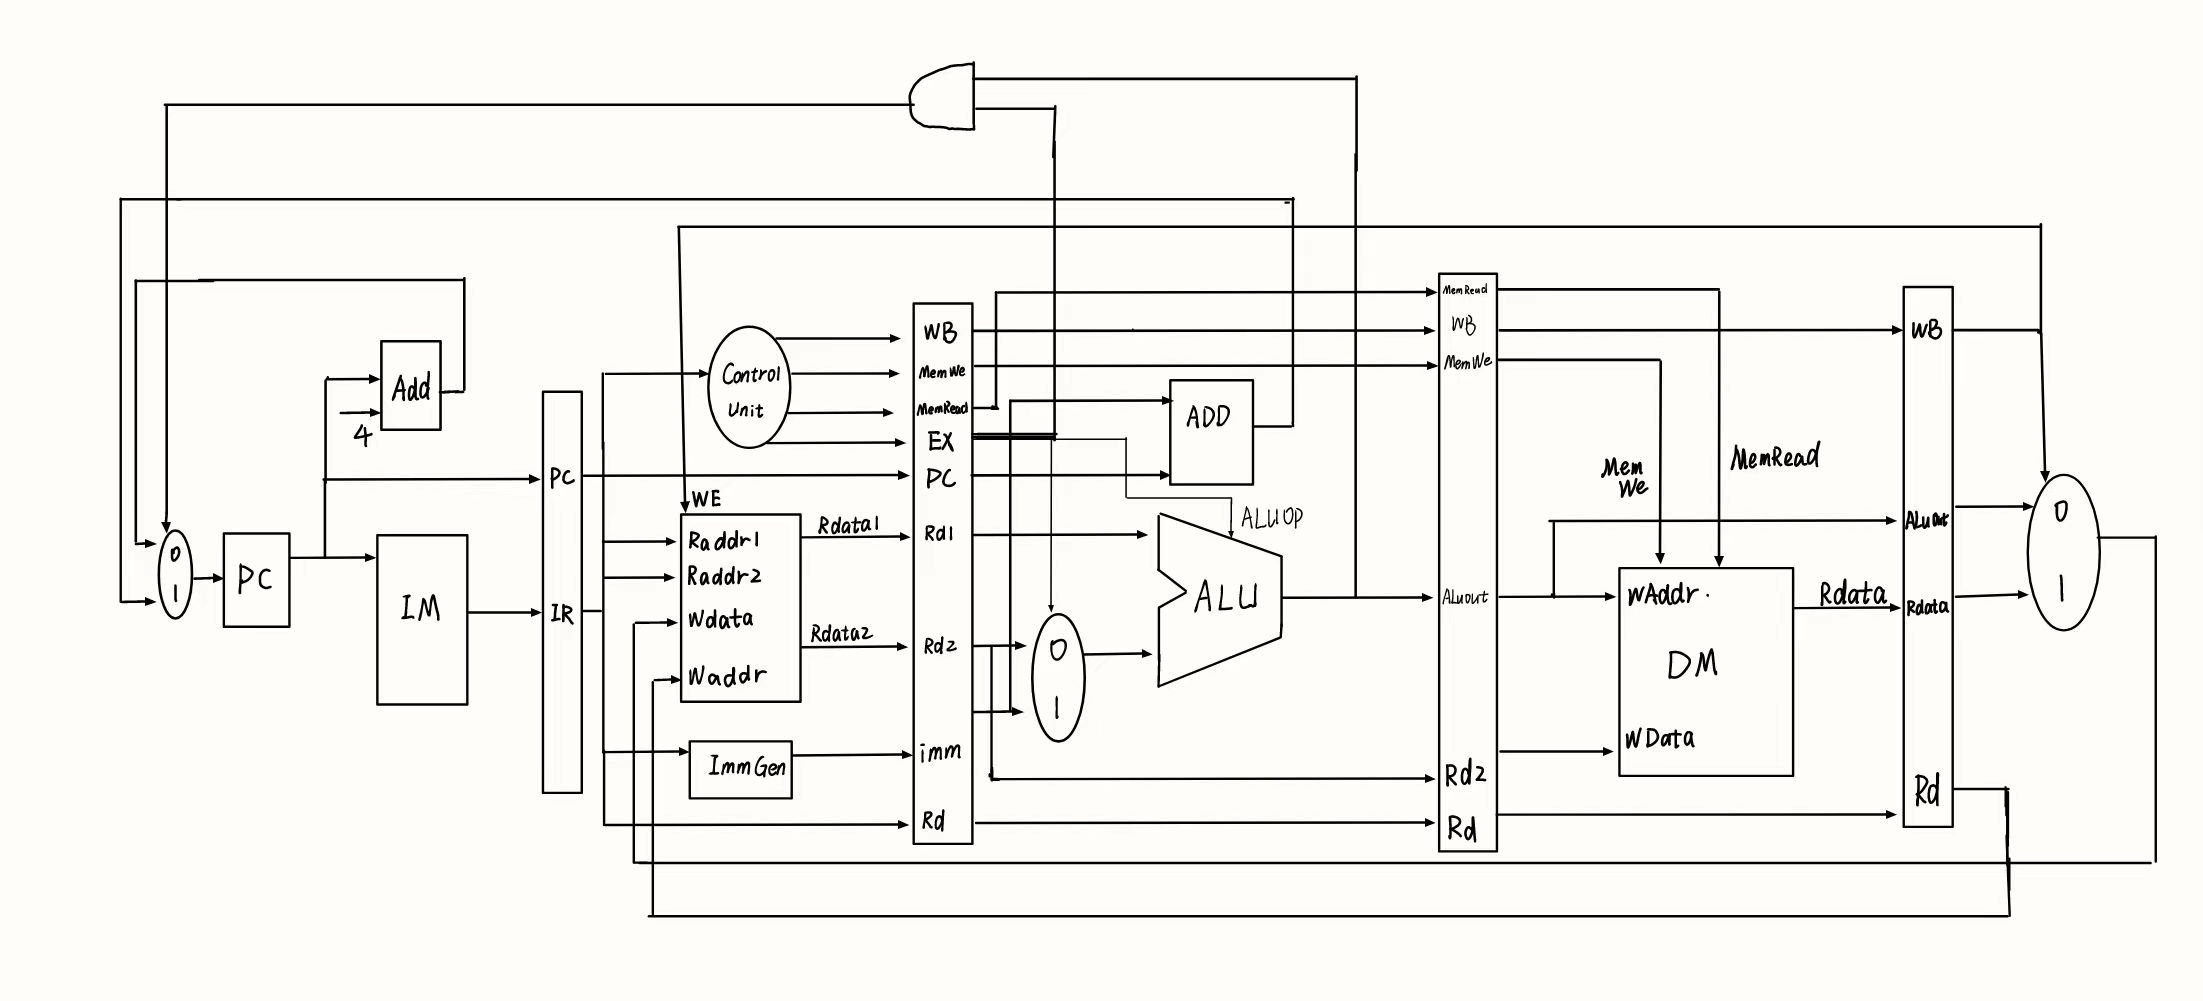 Add
4
0
1
PC
IM
PC
IR
Control
Unit
WE
Raddr1
Raddr2
Wdata
Waddr
Rdata1
Rdata2
ImmGen
WB
MemWe
MemRead
EX
PC
Rd1
Rd2
imm
Rd
ADD
ALUOP
0
1
ALU
MemRead
WB
MemWe
ALUout
Rd2
Rd
Mem
We
MemRead
WAddr
DM
WData
Rdata
WB
ALUout
Rdata
Rd
0
1